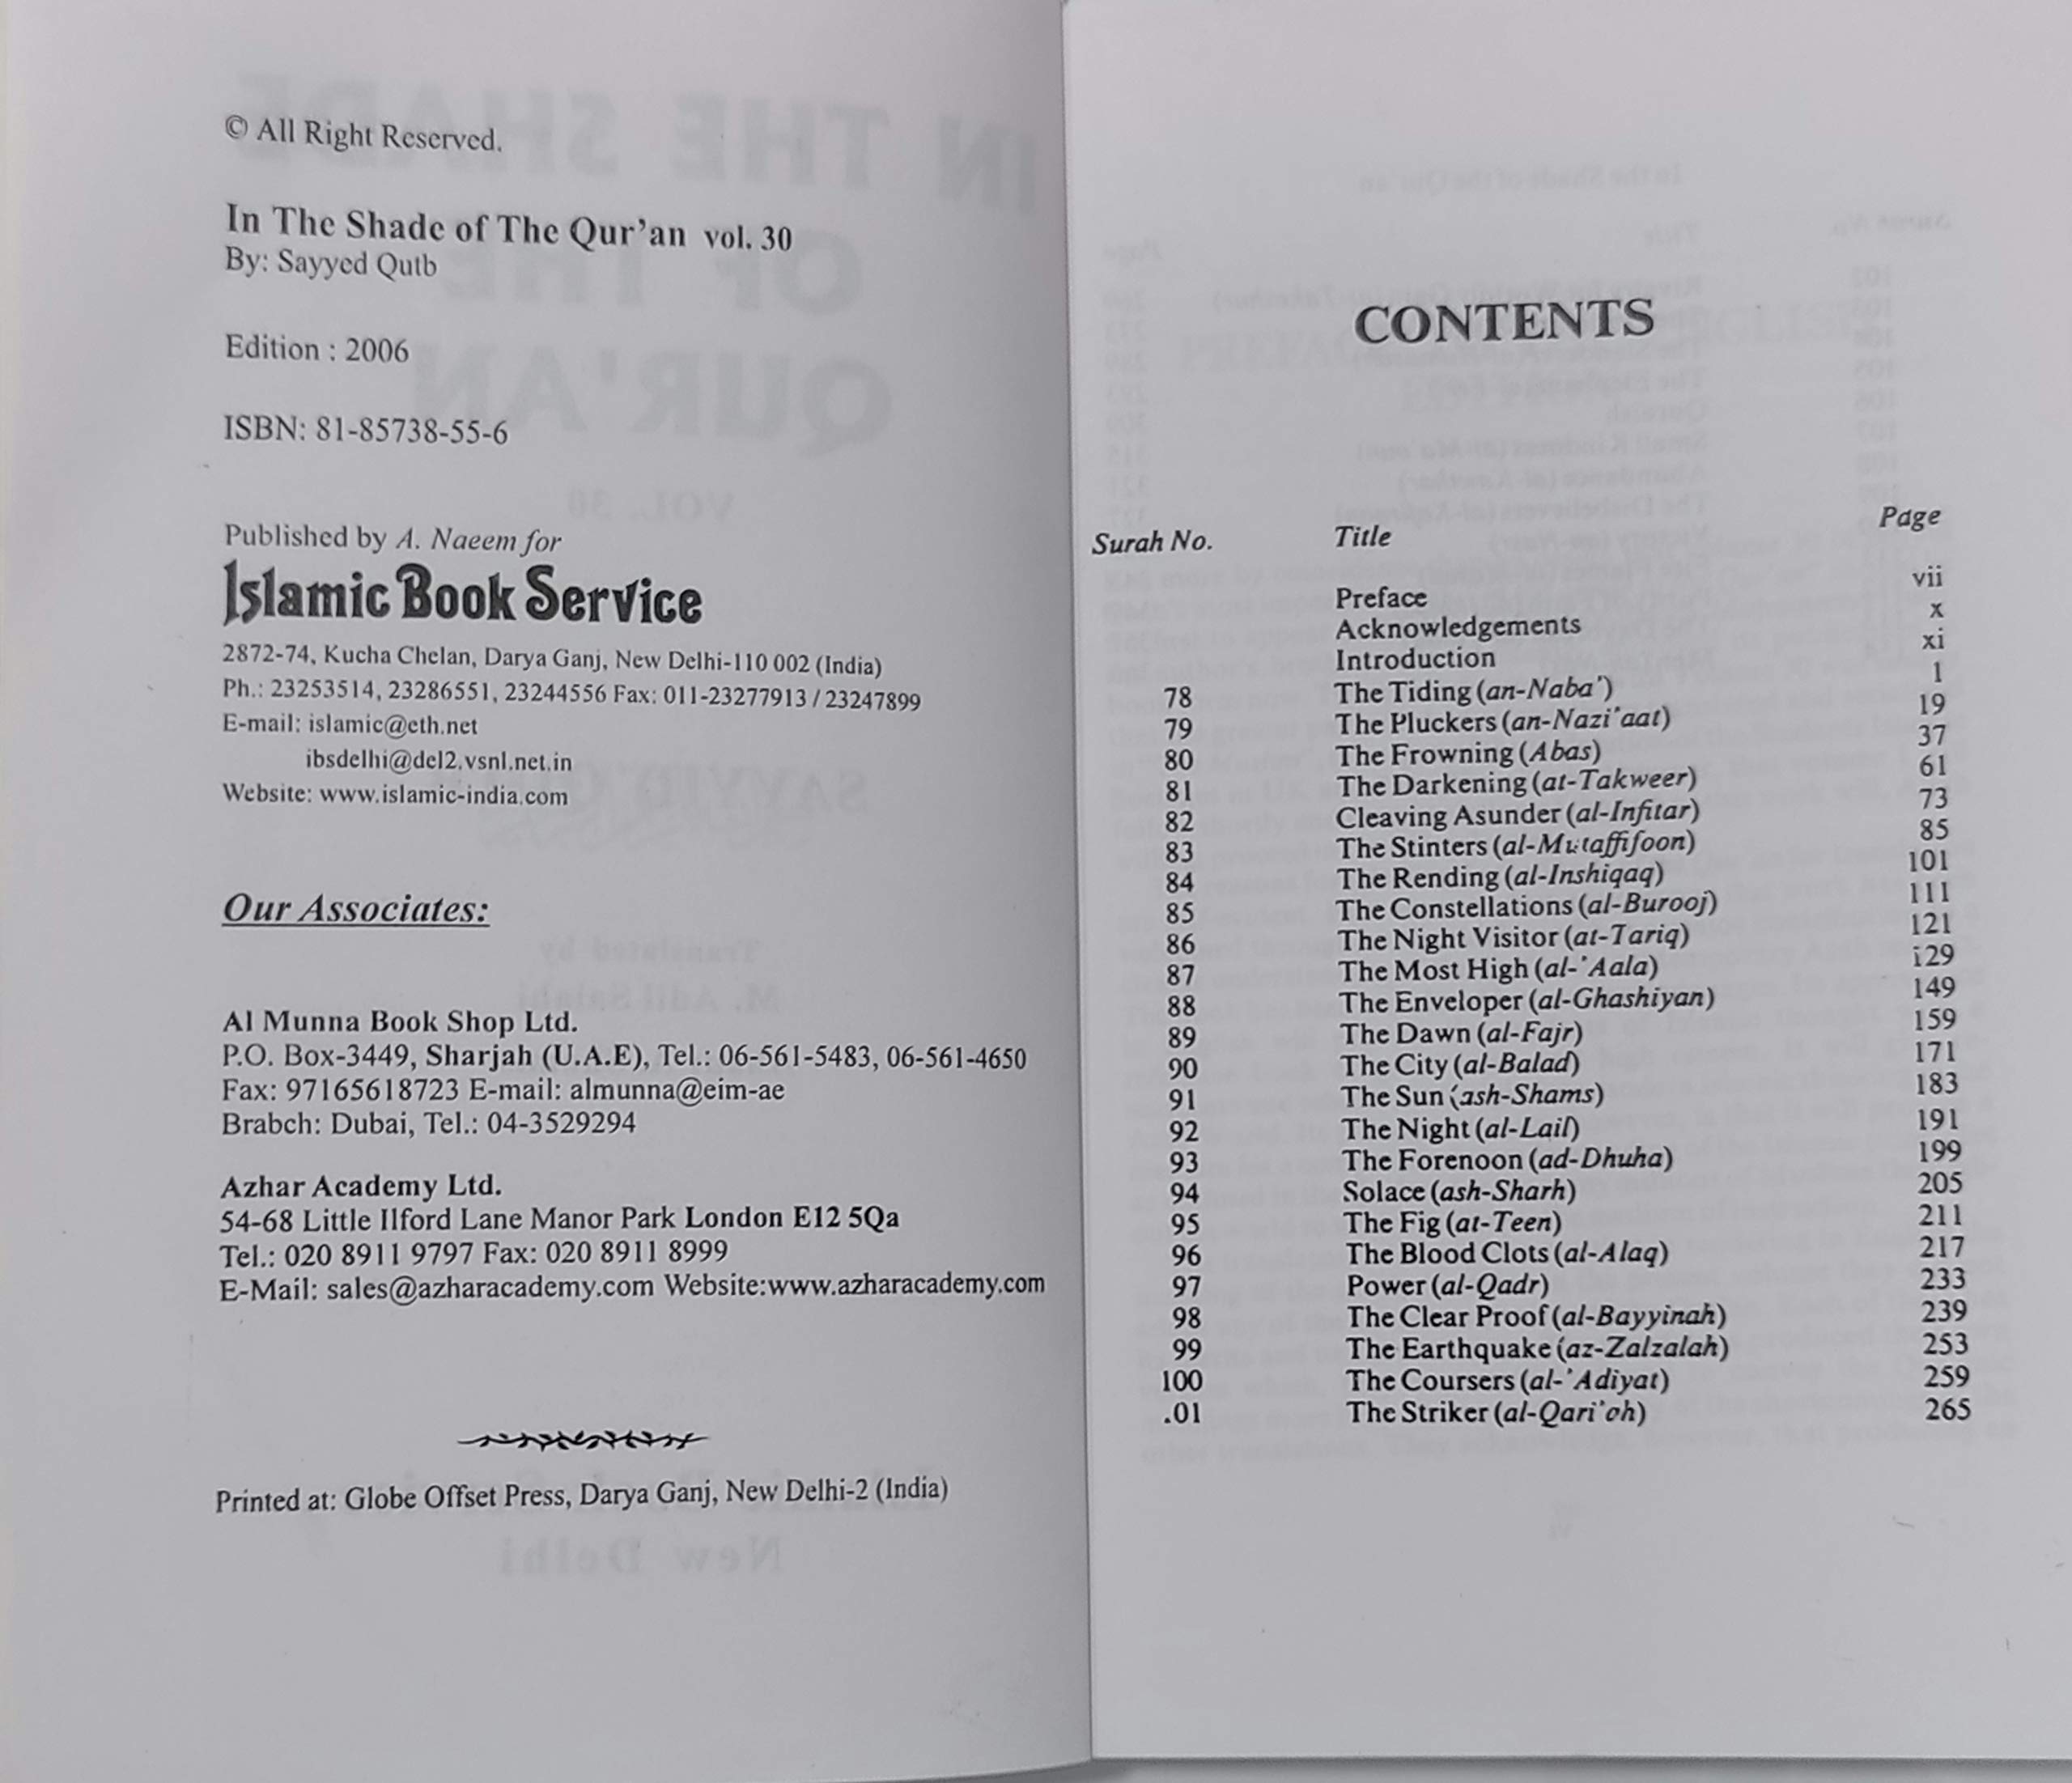 © All Right Reserved.
In The Shade of The Qur'an vol. 30
By: Sayyed Qutb
Edition : 2006
ISBN: 81-85738-55-6
Published by A. Naeem for
Islamic Book Service
2872-74, Kucha Chelan, Darya Ganj, New Delhi-110 002 (India)
Ph.: 23253514, 23286551, 23244556 Fax: 011-23277913 / 23247899
E-mail: islamic@eth.net
ibsdelhi@del2.vsnl.net.in
Website: www.islamic-india.com
Our Associates:
Al Munna Book Shop Ltd.
P.O. Box-3449, Sharjah (U.A.E), Tel.: 06-561-5483, 06-561-4650
Fax: 97165618723 E-mail: almunna@eim-ae
Brabch: Dubai, Tel.: 04-3529294
Azhar Academy Ltd.
54-68 Little Ilford Lane Manor Park London E12 5Qa
Tel.: 020 8911 9797 Fax: 020 8911 8999
E-Mail: sales@azharacademy.com Website:www.azharacademy.com
Printed at: Globe Offset Press, Darya Ganj, New Delhi-2 (India)
CONTENTS
Surah No. Title Page
Preface vii
Acknowledgements x
Introduction xi
78 The Tiding (an-Naba') 1
79 The Pluckers (an-Nazi'aat) 19
80 The Frowning (Abas) 37
81 The Darkening (at-Takweer) 61
82 Cleaving Asunder (al-Infitar) 73
83 The Stinters (al-Mutaffifoon) 85
84 The Rending (al-Inshiqaq) 101
85 The Constellations (al-Burooj) 111
86 The Night Visitor (at-Tariq) 121
87 The Most High (al-'Aala) 129
88 The Enveloper (al-Ghashiyan) 149
89 The Dawn (al-Fajr) 159
90 The City (al-Balad) 171
91 The Sun (ash-Shams) 183
92 The Night (al-Lail) 191
93 The Forenoon (ad-Dhuha) 199
94 Solace (ash-Sharh) 205
95 The Fig (at-Teen) 211
96 The Blood Clots (al-Alaq) 217
97 Power (al-Qadr) 233
98 The Clear Proof (al-Bayyinah) 239
99 The Earthquake (az-Zalzalah) 253
100 The Coursers (al-'Adiyat) 259
.01 The Striker (al-Qari'oh) 265